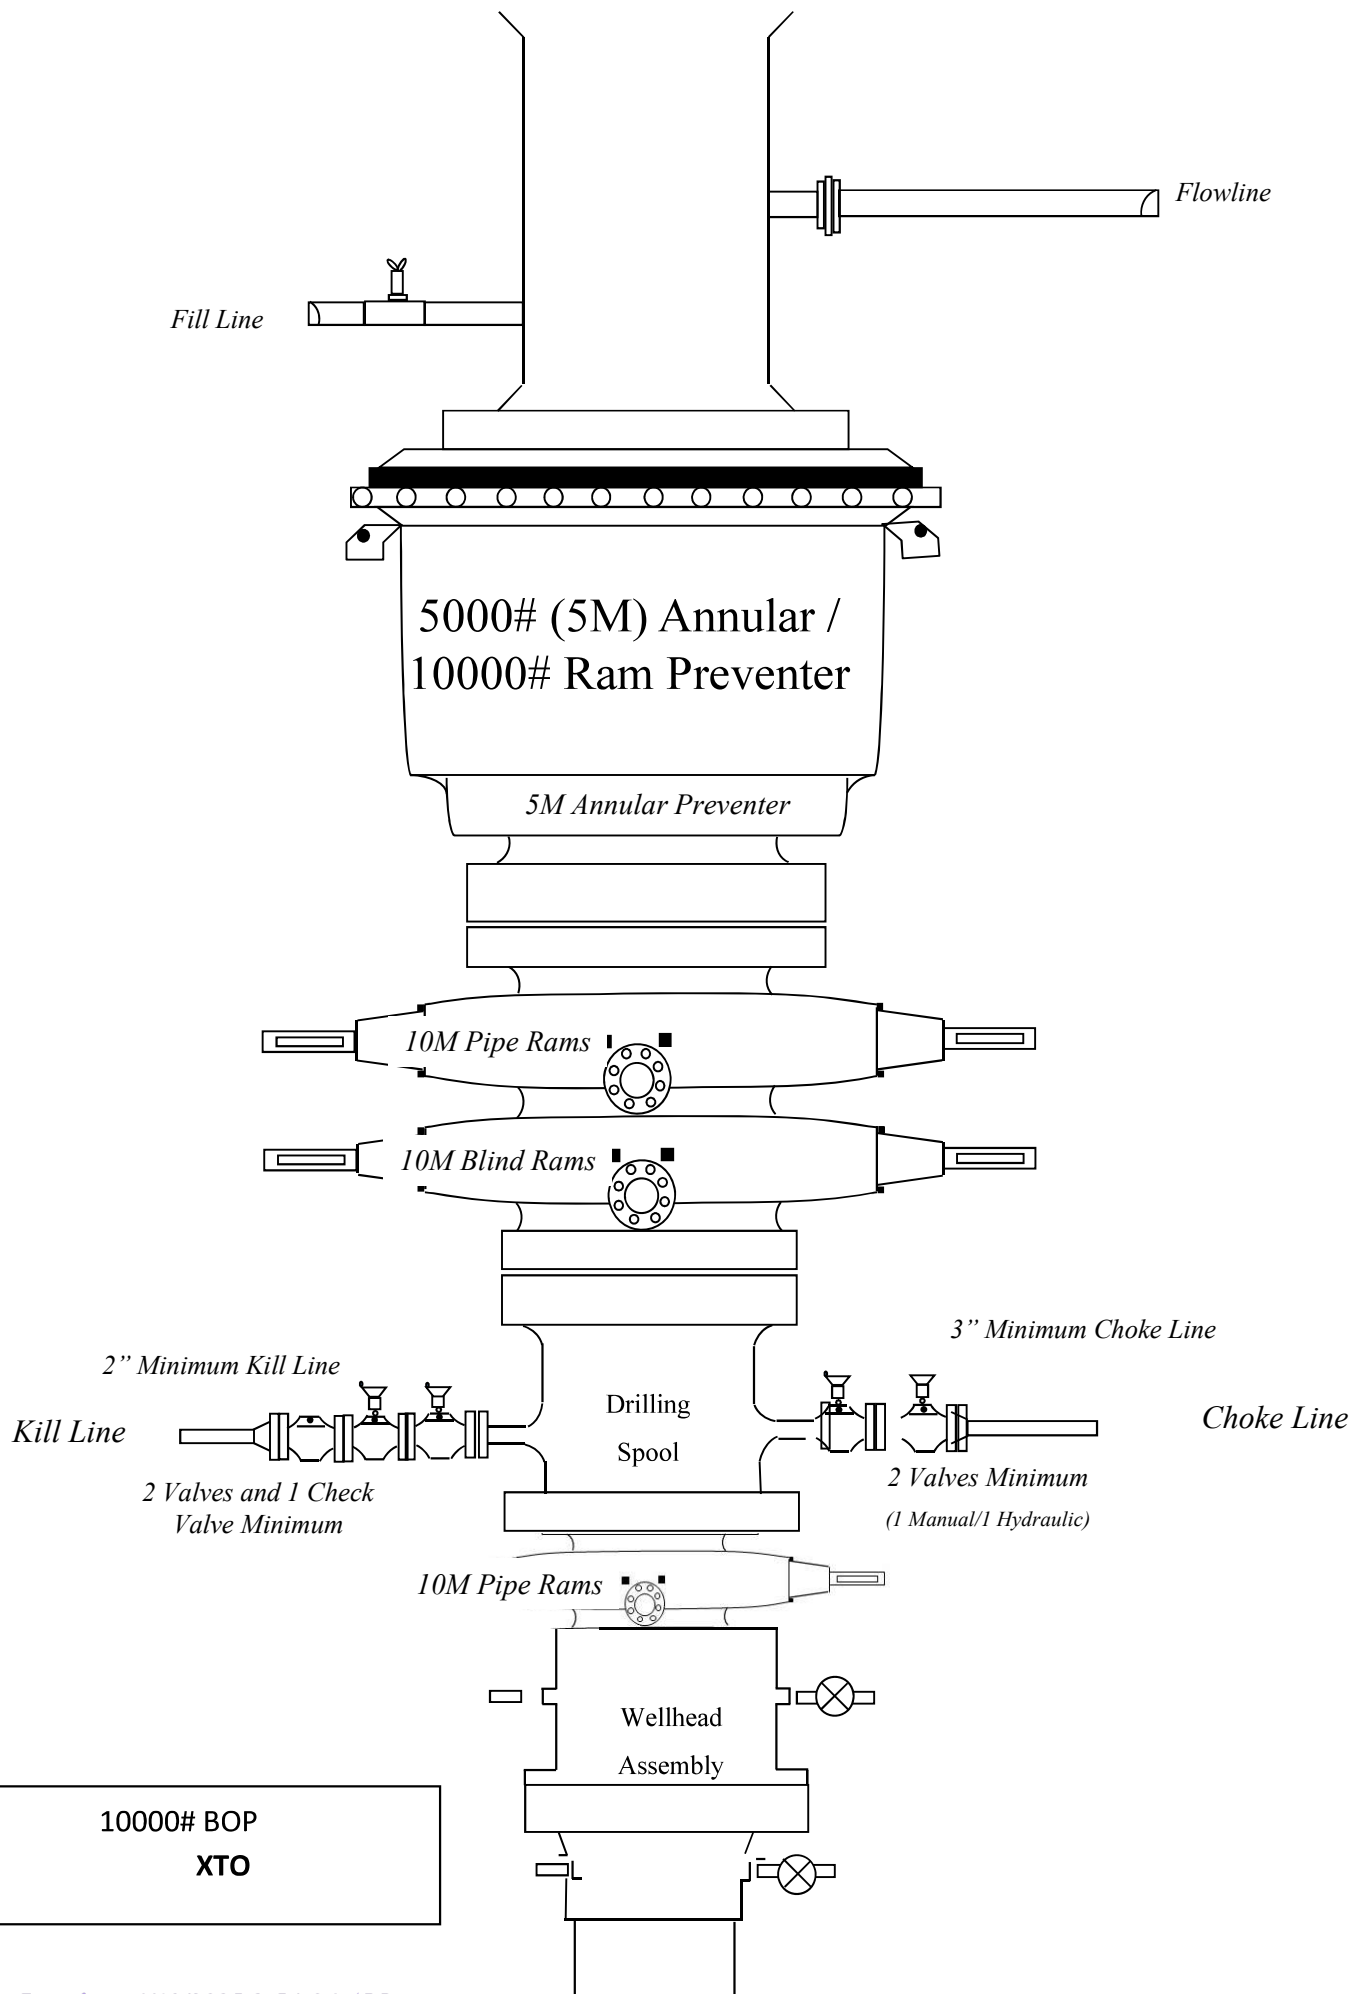 Flowline
Fill Line
5000# (5M) Annular /
10000# Ram Preventer
5M Annular Preventer
10M Pipe Rams
10M Blind Rams
3” Minimum Choke Line
2” Minimum Kill Line
Drilling
Spool
Kill Line
Choke Line
2 Valves and 1 Check
Valve Minimum
2 Valves Minimum
(1 Manual/1 Hydraulic)
10M Pipe Rams
Wellhead
Assembly
10000# BOP
XTO